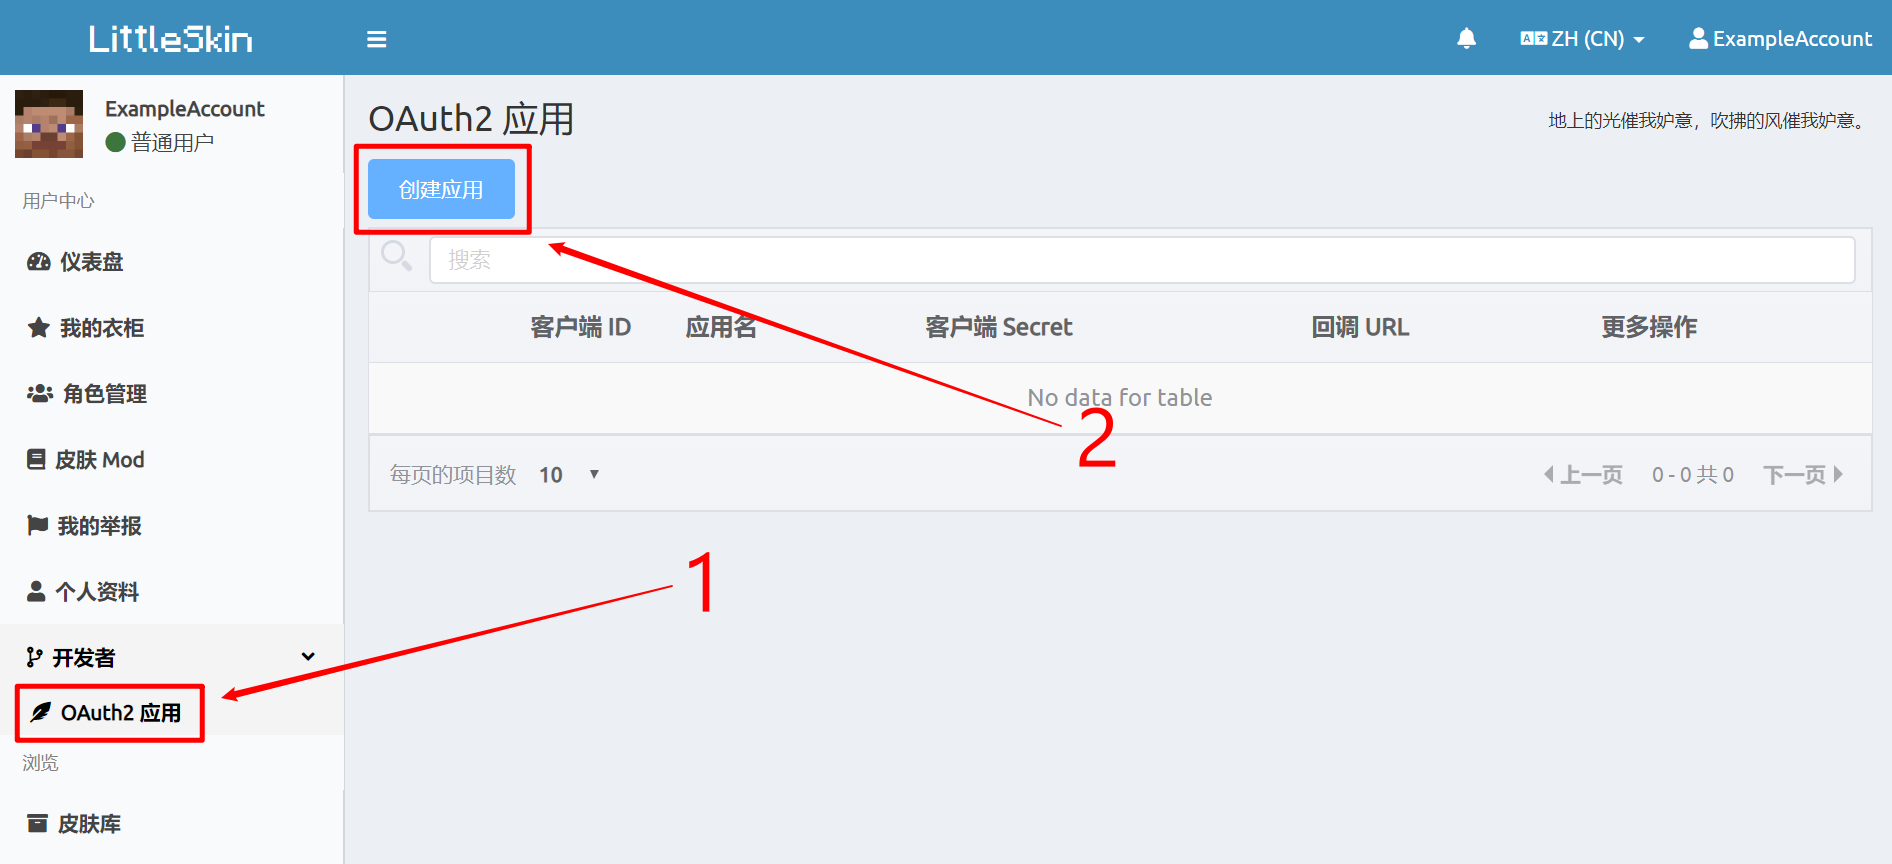 LittleSkin
ZH (CN)
ExampleAccount
ExampleAccount
普通用户
用户中心
仪表盘
我的衣柜
角色管理
皮肤 Mod
我的举报
个人资料
开发者
OAuth2 应用
浏览
皮肤库
OAuth2 应用
地上的光催我妒意，吹拂的风催我妒意。
创建应用
搜索
客户端 ID 应用名 客户端 Secret 回调 URL 更多操作
No data for table
2
每页的项目数 10 上一页 0 - 0 共 0 下一页
1